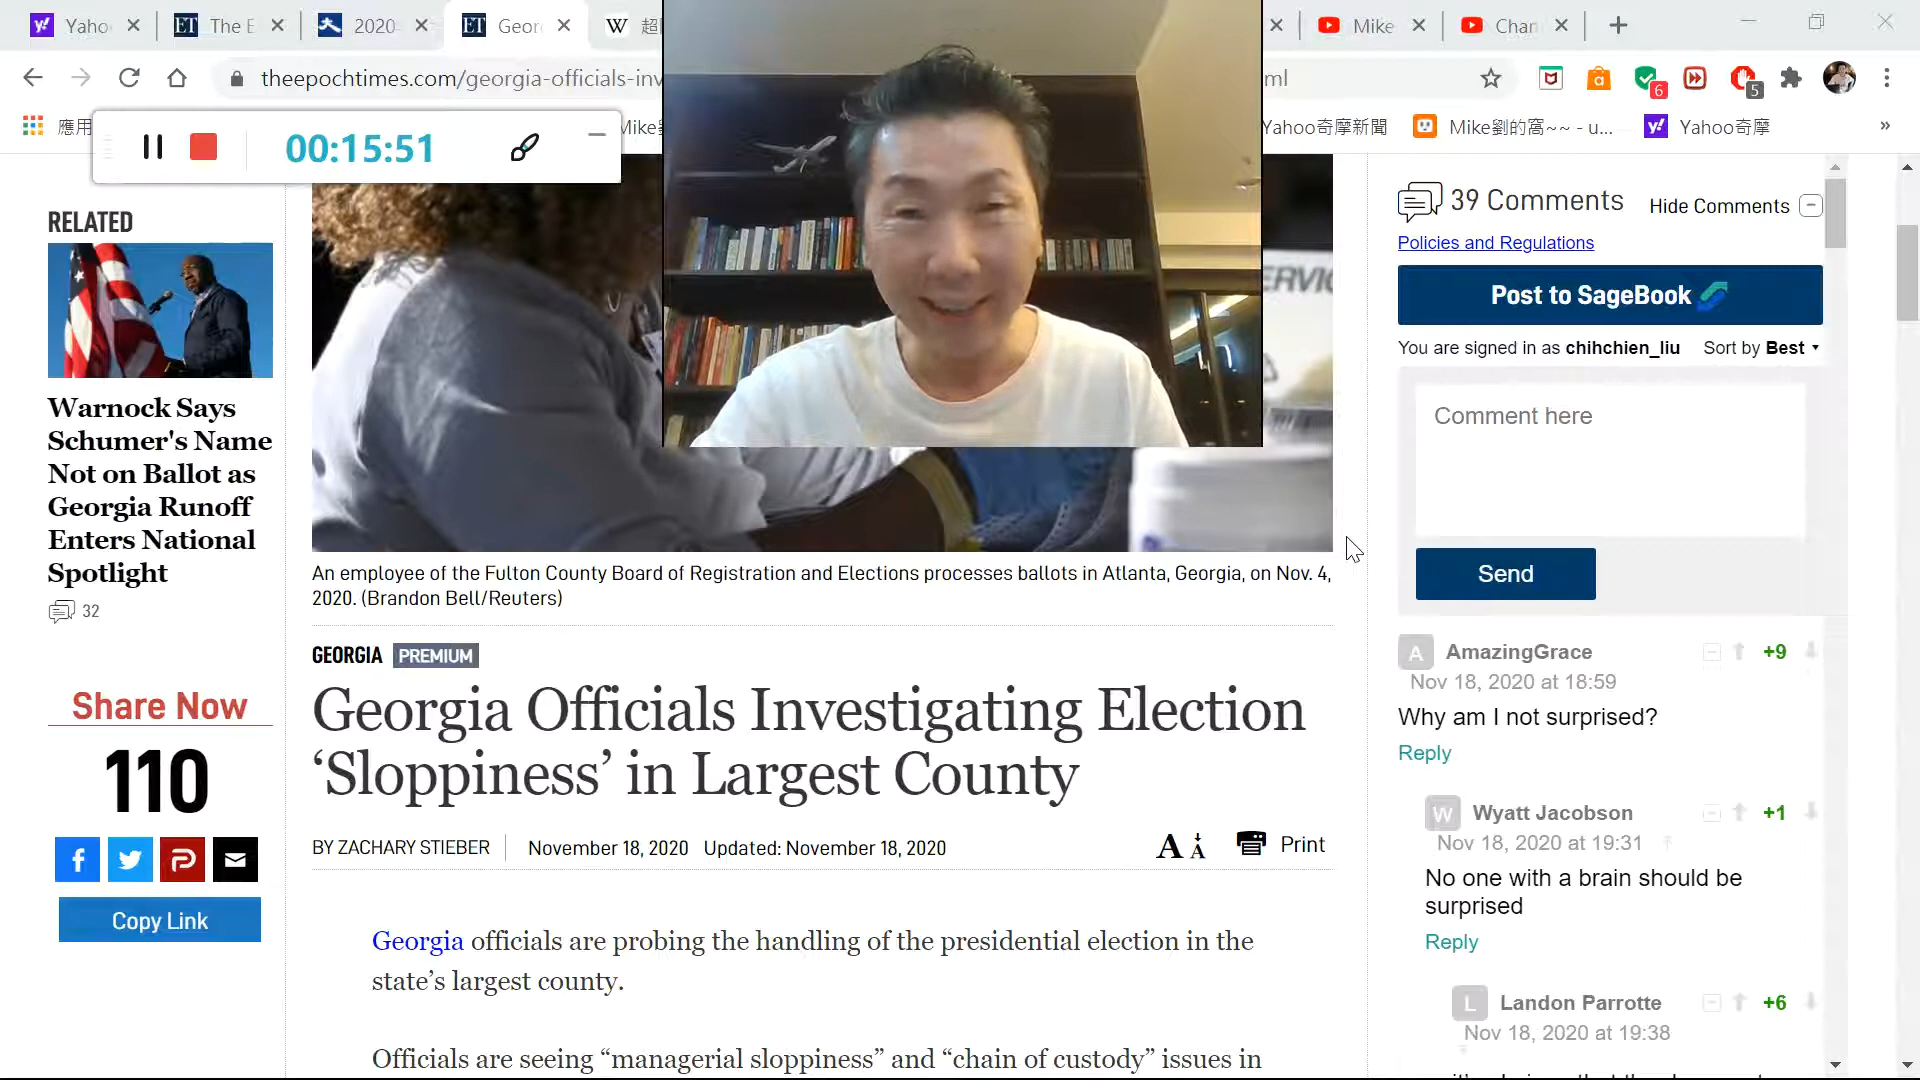 Yaho
The E
2020-
Geor
超
Mike
Chan
theepochtimes.com/georgia-officials-inv
ml
6
5
應用
Mike
Yahoo奇摩新聞
Mike劉的窩~~ - u...
Yahoo奇摩
»
00:15:51
RELATED
Warnock Says
Schumer's Name
Not on Ballot as
Georgia Runoff
Enters National
Spotlight
32
Share Now
110
Copy Link
An employee of the Fulton County Board of Registration and Elections processes ballots in Atlanta, Georgia, on Nov. 4,
2020. (Brandon Bell/Reuters)
GEORGIA PREMIUM
Georgia Officials Investigating Election
‘Sloppiness’ in Largest County
BY ZACHARY STIEBER November 18, 2020 Updated: November 18, 2020
A A Print
Georgia officials are probing the handling of the presidential election in the
state’s largest county.
Officials are seeing “managerial sloppiness” and “chain of custody” issues in
39 Comments Hide Comments
Policies and Regulations
Post to SageBook
You are signed in as chihchien_liu Sort by Best
Comment here
Send
A AmazingGrace +9
Nov 18, 2020 at 18:59
Why am I not surprised?
Reply
W Wyatt Jacobson +1
Nov 18, 2020 at 19:31
No one with a brain should be
surprised
Reply
L Landon Parrotte +6
Nov 18, 2020 at 19:38